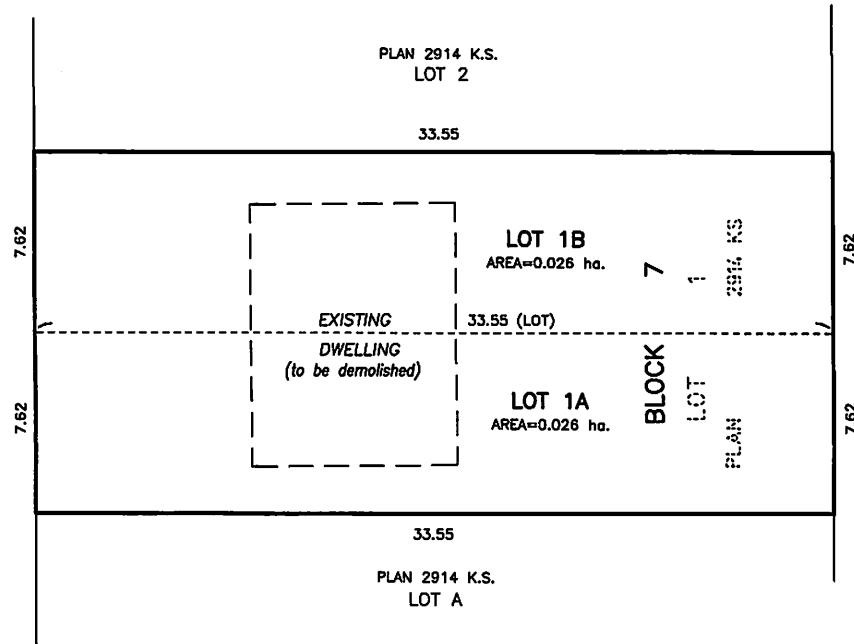 PLAN 2914 K.S.
LOT 2
33.55
7.62
7.62
LOT 1B
AREA=0.026 ha.
EXISTING
33.55 (LOT)
DWELLING
(to be demolished)
LOT 1A
AREA=0.026 ha.
BLOCK 7
LOT 1
PLAN 2914 KS
7.62
7.62
33.55
PLAN 2914 K.S.
LOT A